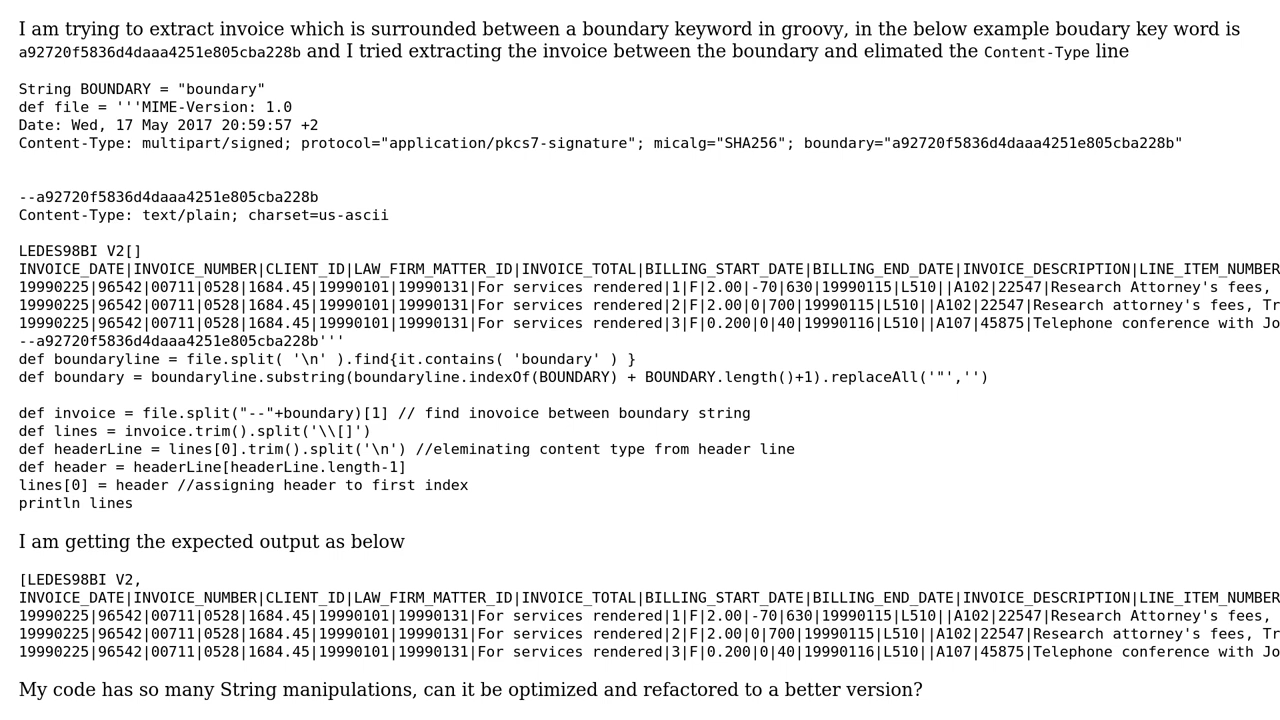 I am trying to extract invoice which is surrounded between a boundary keyword in groovy, in the below example boudary key word is
a92720f5836d4daaa4251e805cba228b and I tried extracting the invoice between the boundary and elimated the Content-Type line
String BOUNDARY = "boundary"
def file = '''MIME-Version: 1.0
Date: Wed, 17 May 2017 20:59:57 +2
Content-Type: multipart/signed; protocol="application/pkcs7-signature"; micalg="SHA256"; boundary="a92720f5836d4daaa4251e805cba228b"
--a92720f5836d4daaa4251e805cba228b
Content-Type: text/plain; charset=us-ascii
LEDES98BI V2[]
INVOICE_DATE|INVOICE_NUMBER|CLIENT_ID|LAW_FIRM_MATTER_ID|INVOICE_TOTAL|BILLING_START_DATE|BILLING_END_DATE|INVOICE_DESCRIPTION|LINE_ITEM_NUMBER
19990225|96542|00711|0528|1684.45|19990101|19990131|For services rendered|1|F|2.00|-70|630|19990115|L510||A102|22547|Research Attorney's fees,
19990225|96542|00711|0528|1684.45|19990101|19990131|For services rendered|2|F|2.00|0|700|19990115|L510||A102|22547|Research attorney's fees, Tr
19990225|96542|00711|0528|1684.45|19990101|19990131|For services rendered|3|F|0.200|0|40|19990116|L510||A107|45875|Telephone conference with Jo
--a92720f5836d4daaa4251e805cba228b'''
def boundaryline = file.split( '\n' ).find{it.contains( 'boundary' ) }
def boundary = boundaryline.substring(boundaryline.indexOf(BOUNDARY) + BOUNDARY.length()+1).replaceAll('"','')
def invoice = file.split("--"+boundary)[1] // find inovoice between boundary string
def lines = invoice.trim().split('\\[]')
def headerLine = lines[0].trim().split('\n') //eleminating content type from header line
def header = headerLine[headerLine.length-1]
lines[0] = header //assigning header to first index
println lines
I am getting the expected output as below
[LEDES98BI V2,
INVOICE_DATE|INVOICE_NUMBER|CLIENT_ID|LAW_FIRM_MATTER_ID|INVOICE_TOTAL|BILLING_START_DATE|BILLING_END_DATE|INVOICE_DESCRIPTION|LINE_ITEM_NUMBER
19990225|96542|00711|0528|1684.45|19990101|19990131|For services rendered|1|F|2.00|-70|630|19990115|L510||A102|22547|Research Attorney's fees,
19990225|96542|00711|0528|1684.45|19990101|19990131|For services rendered|2|F|2.00|0|700|19990115|L510||A102|22547|Research attorney's fees, Tr
19990225|96542|00711|0528|1684.45|19990101|19990131|For services rendered|3|F|0.200|0|40|19990116|L510||A107|45875|Telephone conference with Jo
My code has so many String manipulations, can it be optimized and refactored to a better version?